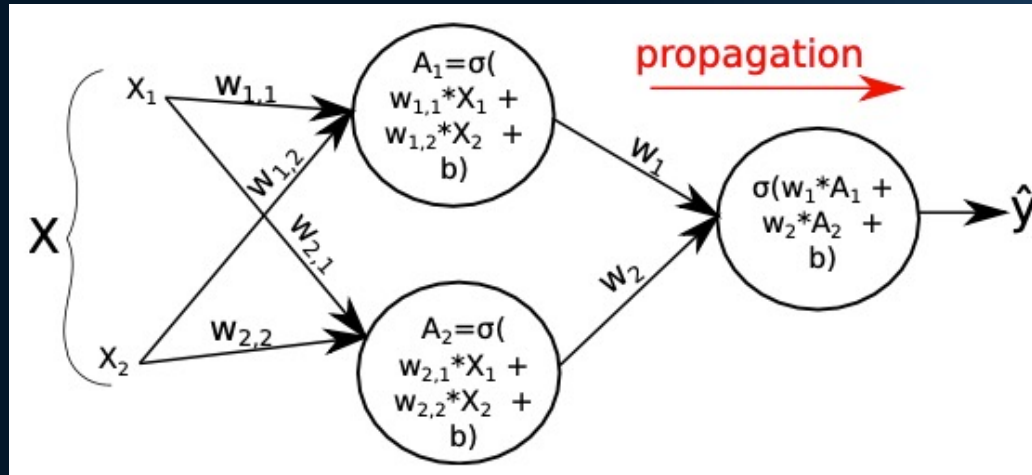 propagation
X
X₁
X₂
w₁,₁
w₁,₂
w₂,₁
w₂,₂
A₁=σ(
w₁,₁*X₁ +
w₁,₂*X₂ +
b)
A₂=σ(
w₂,₁*X₁ +
w₂,₂*X₂ +
b)
w₁
w₂
σ(w₁*A₁ +
w₂*A₂ +
b)
ŷ